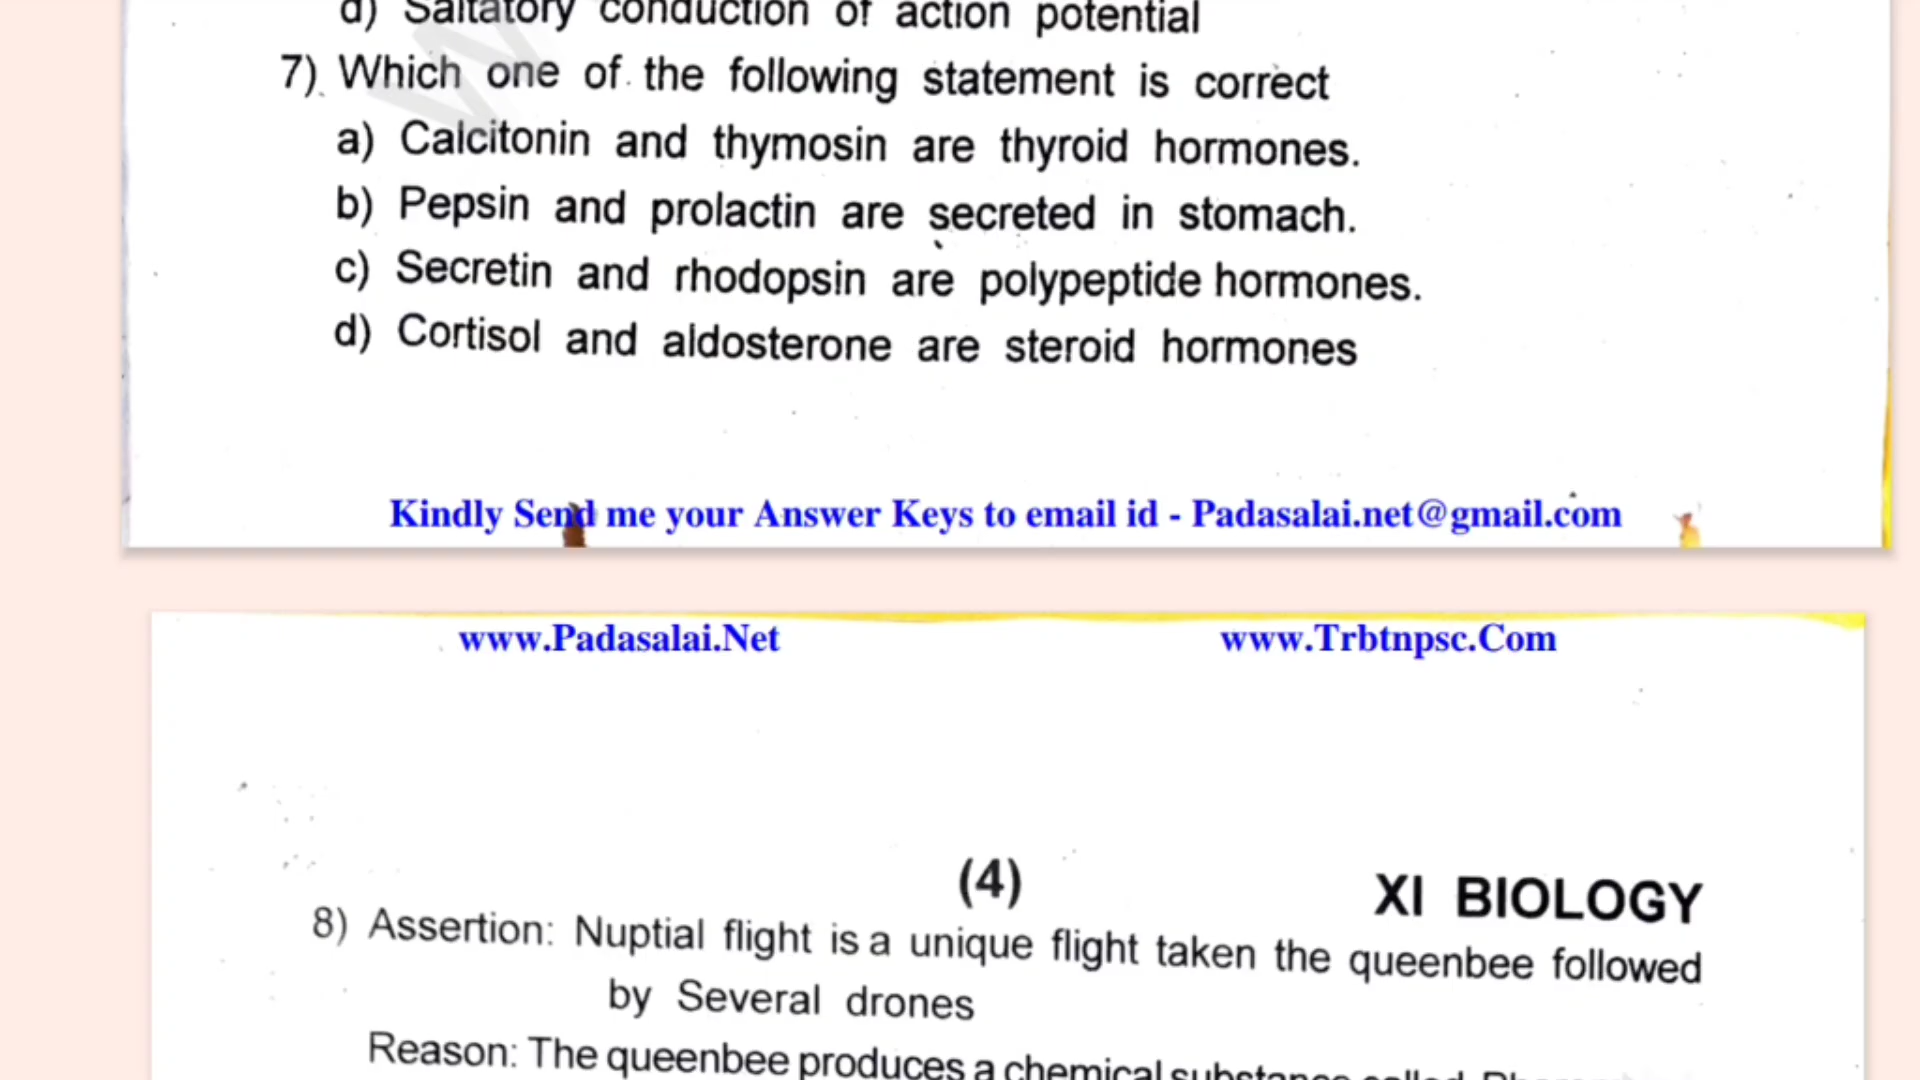 d) Saltatory conduction of action potential
7) Which one of the following statement is correct
a) Calcitonin and thymosin are thyroid hormones.
b) Pepsin and prolactin are secreted in stomach.
c) Secretin and rhodopsin are polypeptide hormones.
d) Cortisol and aldosterone are steroid hormones
Kindly Send me your Answer Keys to email id - Padasalai.net@gmail.com
www.Padasalai.Net www.Trbtnpsc.Com
(4) XI BIOLOGY
8) Assertion: Nuptial flight is a unique flight taken the queenbee followed
by Several drones
Reason: The queenbee produces a chemical substance called